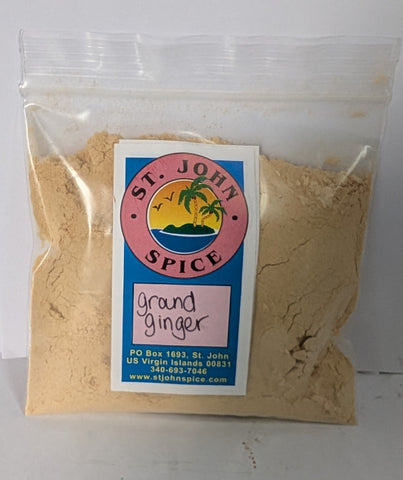 ST. JOHN
SPICE
ground
ginger
PO Box 1693, St. John
US Virgin Islands 00831
340-693-7046
www.stjohnspice.com